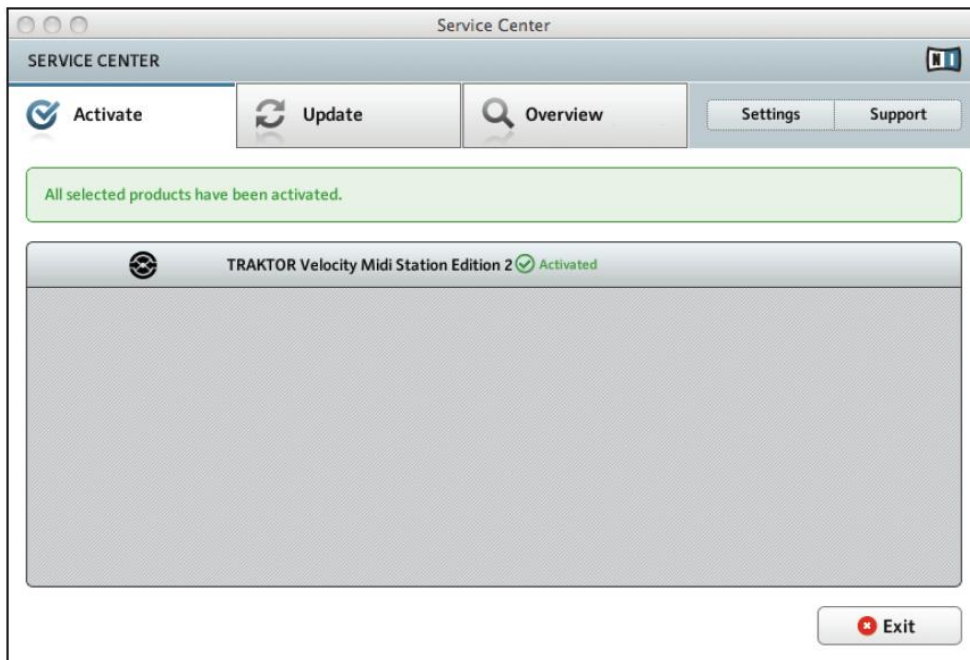 Service Center
SERVICE CENTER
NI
Activate
Update
Overview
Settings
Support
All selected products have been activated.
TRAKTOR Velocity Midi Station Edition 2 Activated
Exit